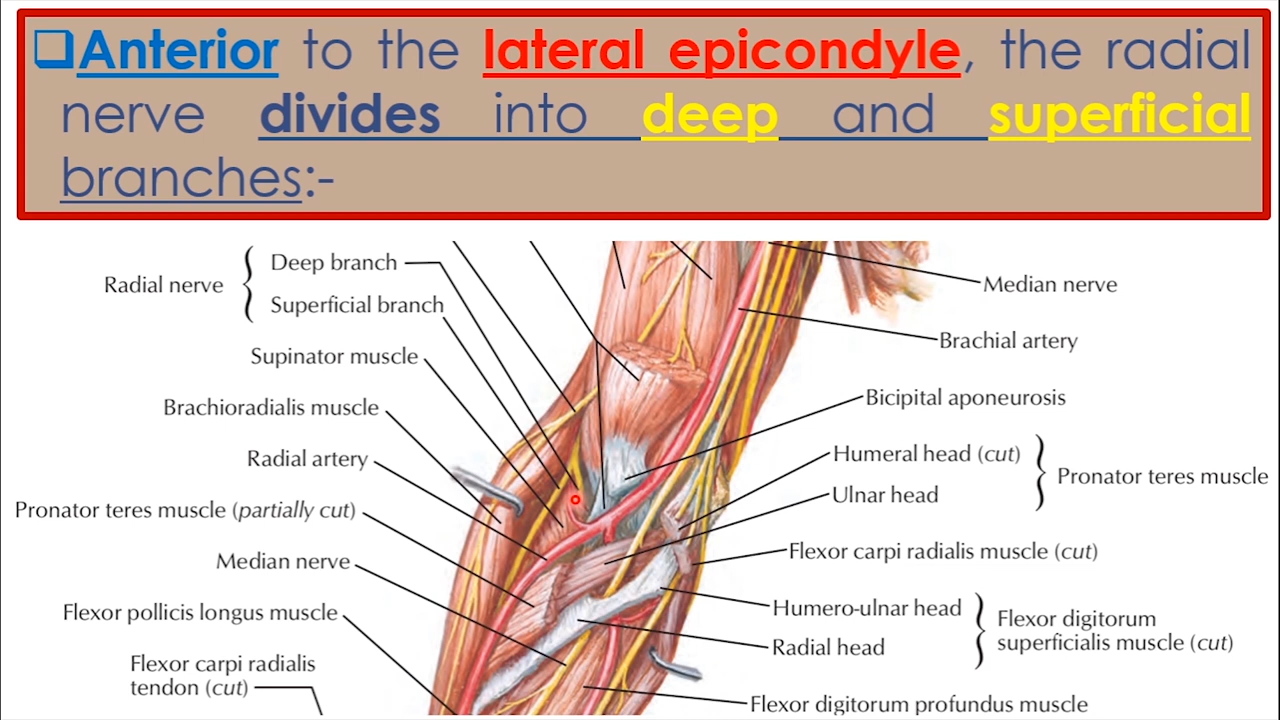 ❑Anterior to the lateral epicondyle, the radial
nerve divides into deep and superficial
branches:-
Radial nerve
Deep branch
Superficial branch
Supinator muscle
Brachioradialis muscle
Radial artery
Pronator teres muscle (partially cut)
Median nerve
Flexor pollicis longus muscle
Flexor carpi radialis
tendon (cut)
Median nerve
Brachial artery
Bicipital aponeurosis
Humeral head (cut)
Ulnar head
Pronator teres muscle
Flexor carpi radialis muscle (cut)
Humero-ulnar head
Radial head
Flexor digitorum
superficialis muscle (cut)
Flexor digitorum profundus muscle